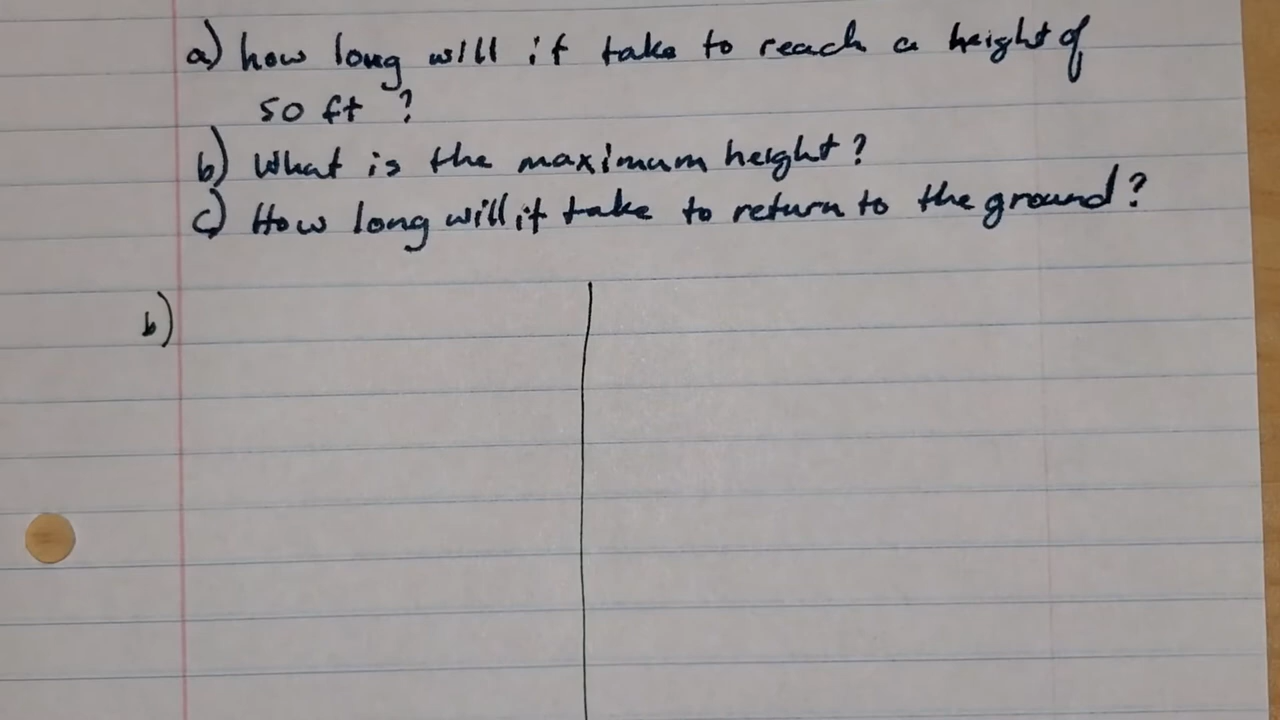 a) how long will it take to reach a height of
50 ft ?
b) What is the maximum height?
c) How long will it take to return to the ground?
b)